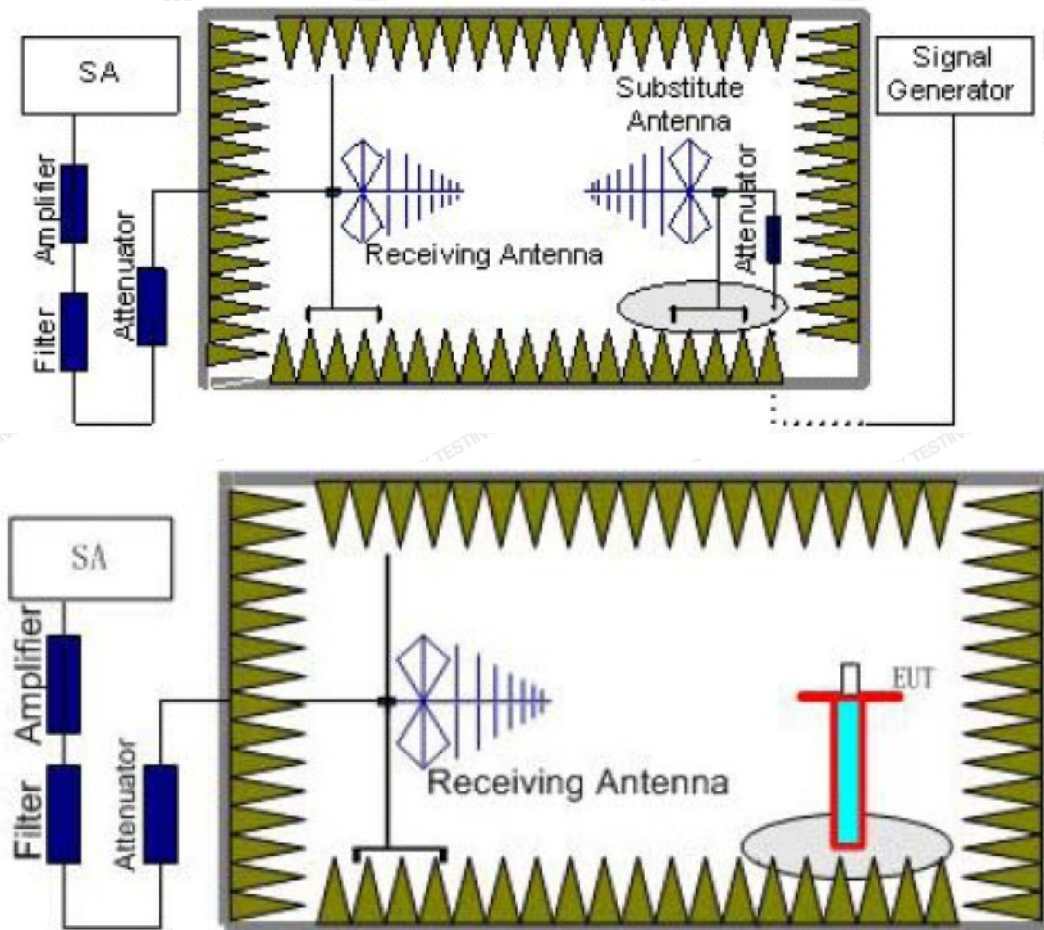 SA
Signal
Generator
Substitute
Antenna
Amplifier
Attenuator
Attenuator
Receiving Antenna
Filter
SA
Amplifier
EUT
Receiving Antenna
Filter
Attenuator